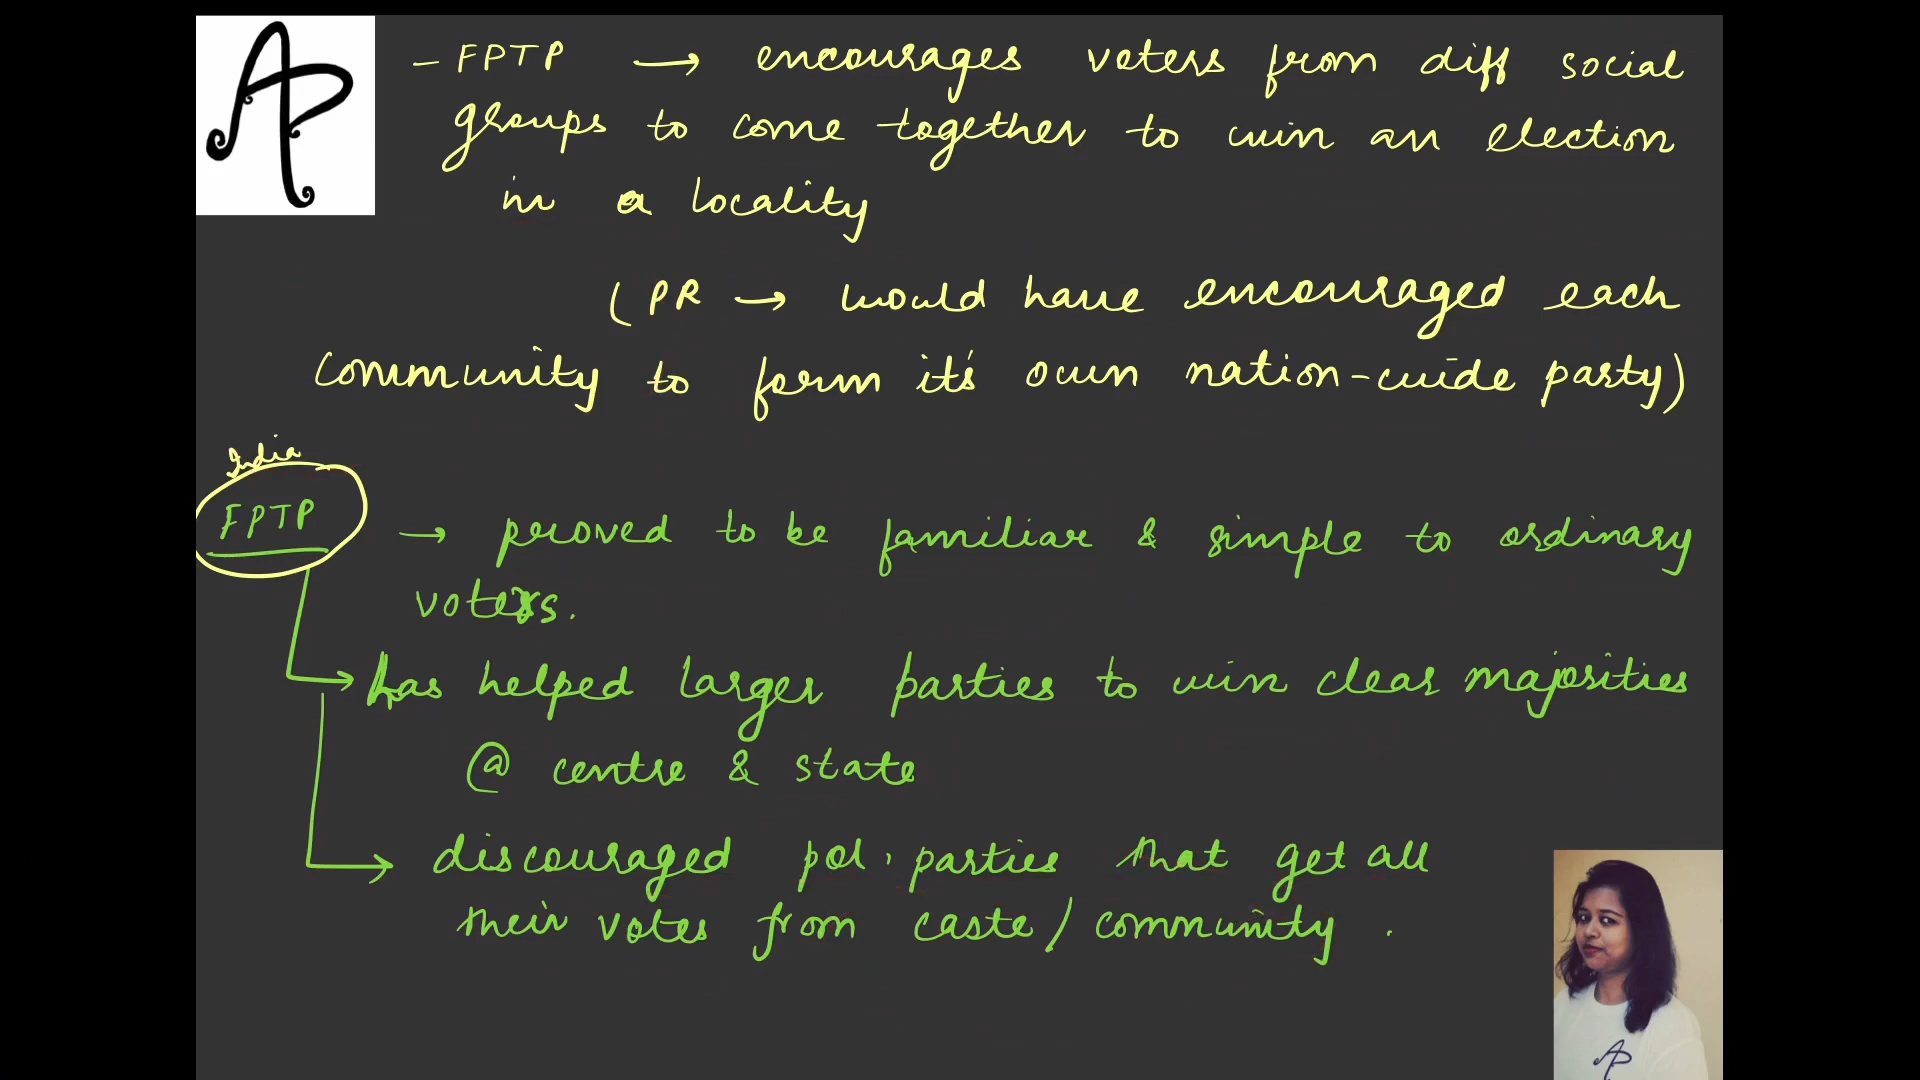 AP
- FPTP → encourages voters from diff social
groups to come together to win an election
in a locality
(PR → would have encouraged each
community to form it's own nation-wide party)
India
FPTP → proved to be familiar & simple to ordinary
voters.
→ has helped larger parties to win clear majorities
@ centre & state
→ discouraged pol. parties that get all
their votes from caste/community.
AP